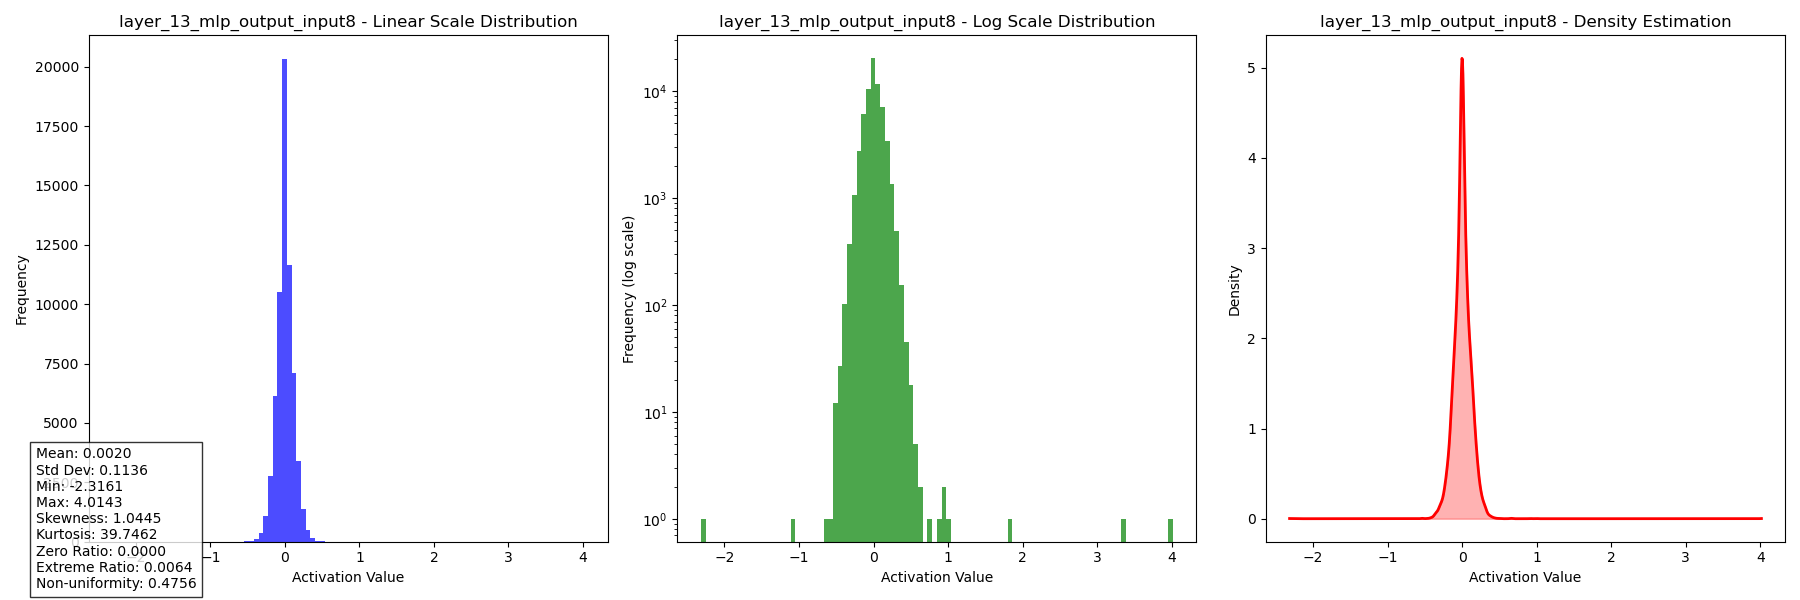 layer_13_mlp_output_input8 - Linear Scale Distribution
20000
17500
15000
12500
10000
7500
5000
Frequency
−1
0
1
2
3
4
Activation Value
Mean: 0.0020
Std Dev: 0.1136
Min: -2.3161
Max: 4.0143
Skewness: 1.0445
Kurtosis: 39.7462
Zero Ratio: 0.0000
Extreme Ratio: 0.0064
Non-uniformity: 0.4756
layer_13_mlp_output_input8 - Log Scale Distribution
10⁴
10³
10²
10¹
10⁰
Frequency (log scale)
−2
−1
0
1
2
3
4
Activation Value
layer_13_mlp_output_input8 - Density Estimation
5
4
3
2
1
0
Density
−2
−1
0
1
2
3
4
Activation Value